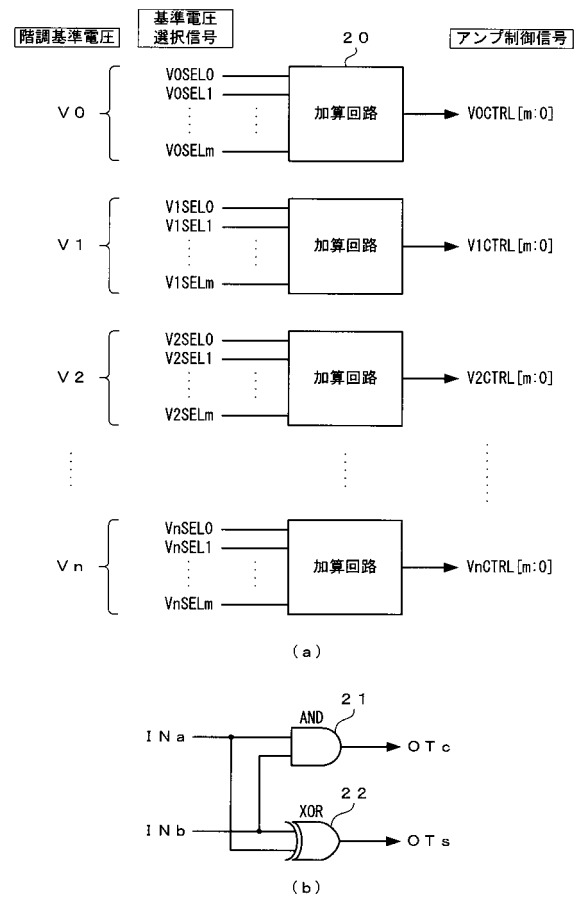 階調基準電圧
基準電圧
選択信号
20
アンプ制御信号
V0
V0SEL0
V0SEL1
V0SELm
加算回路
V0CTRL[m:0]
V1
V1SEL0
V1SEL1
V1SELm
加算回路
V1CTRL[m:0]
V2
V2SEL0
V2SEL1
V2SELm
加算回路
V2CTRL[m:0]
Vn
VnSEL0
VnSEL1
VnSELm
加算回路
VnCTRL[m:0]
(a)
INa
AND
21
OTc
INb
XOR
22
OTs
(b)